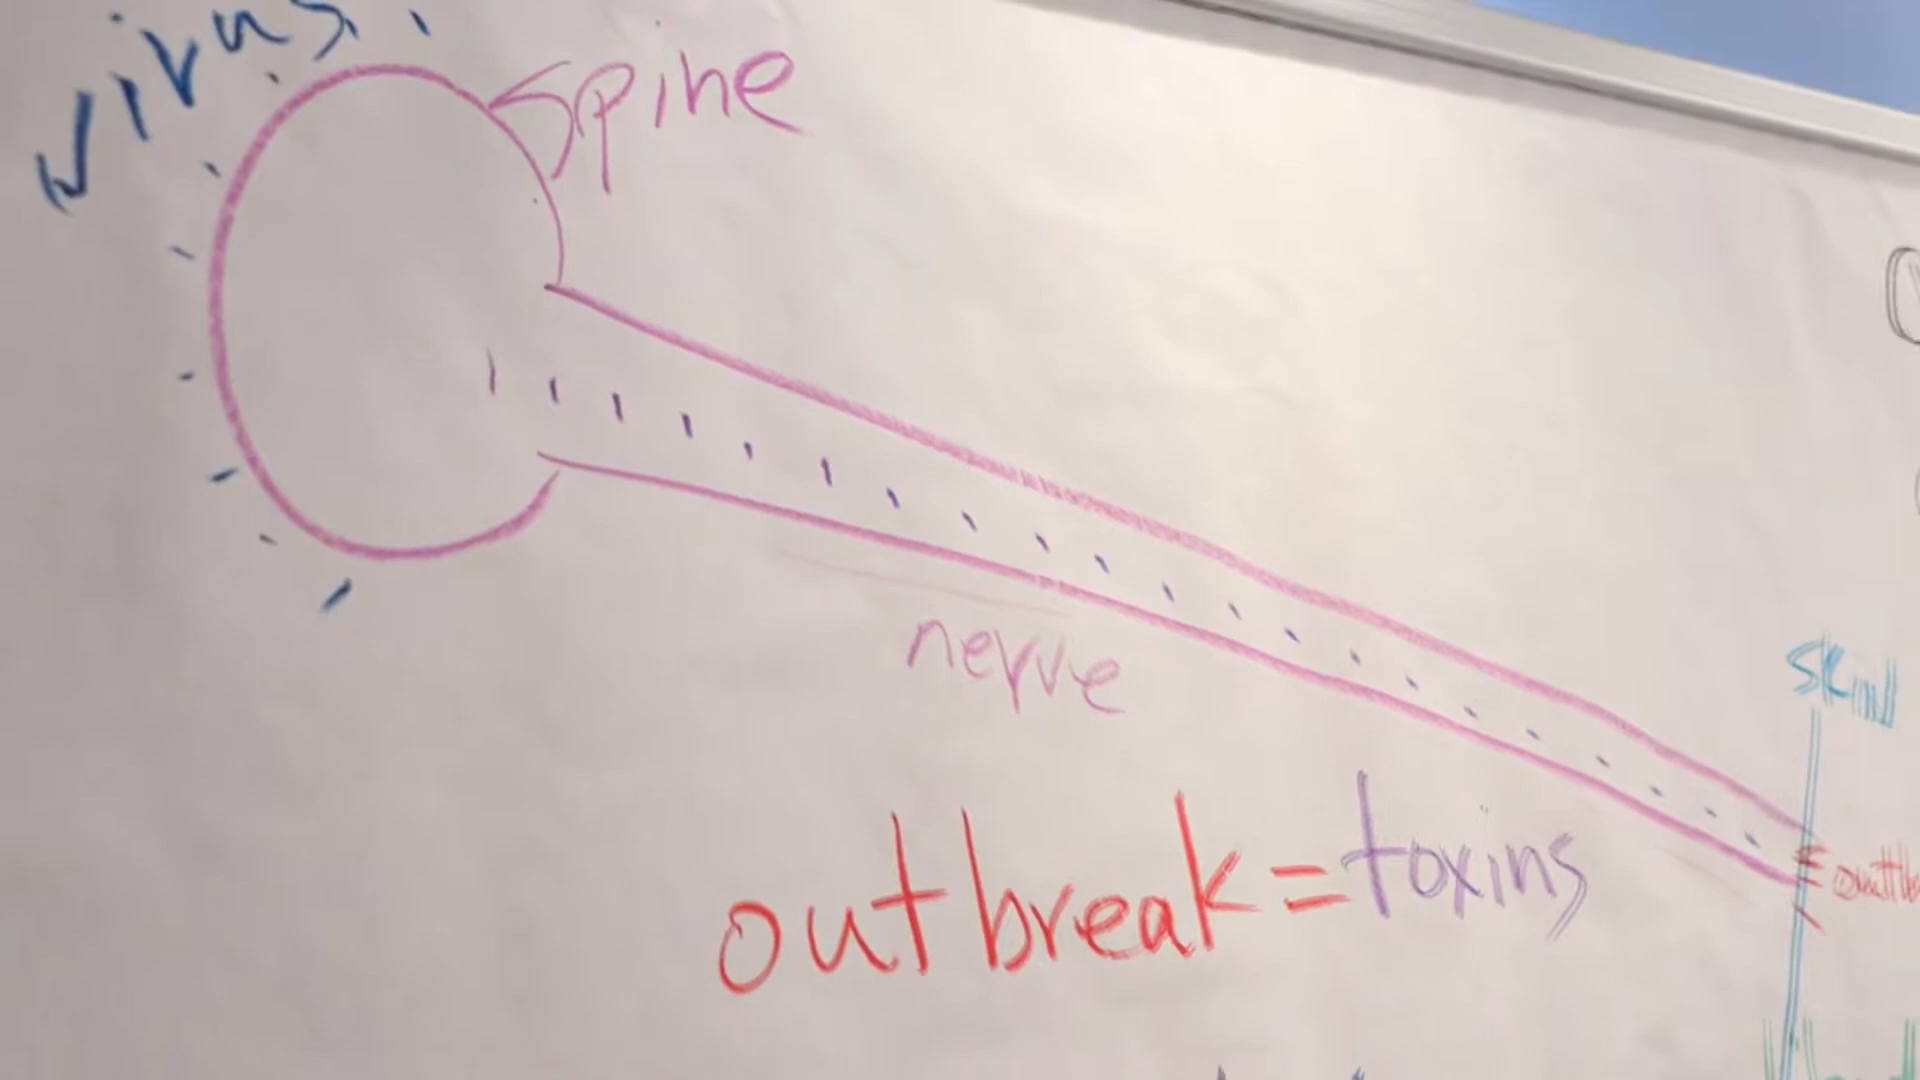 virus
Spine
nerve
skin
outbreak = toxins